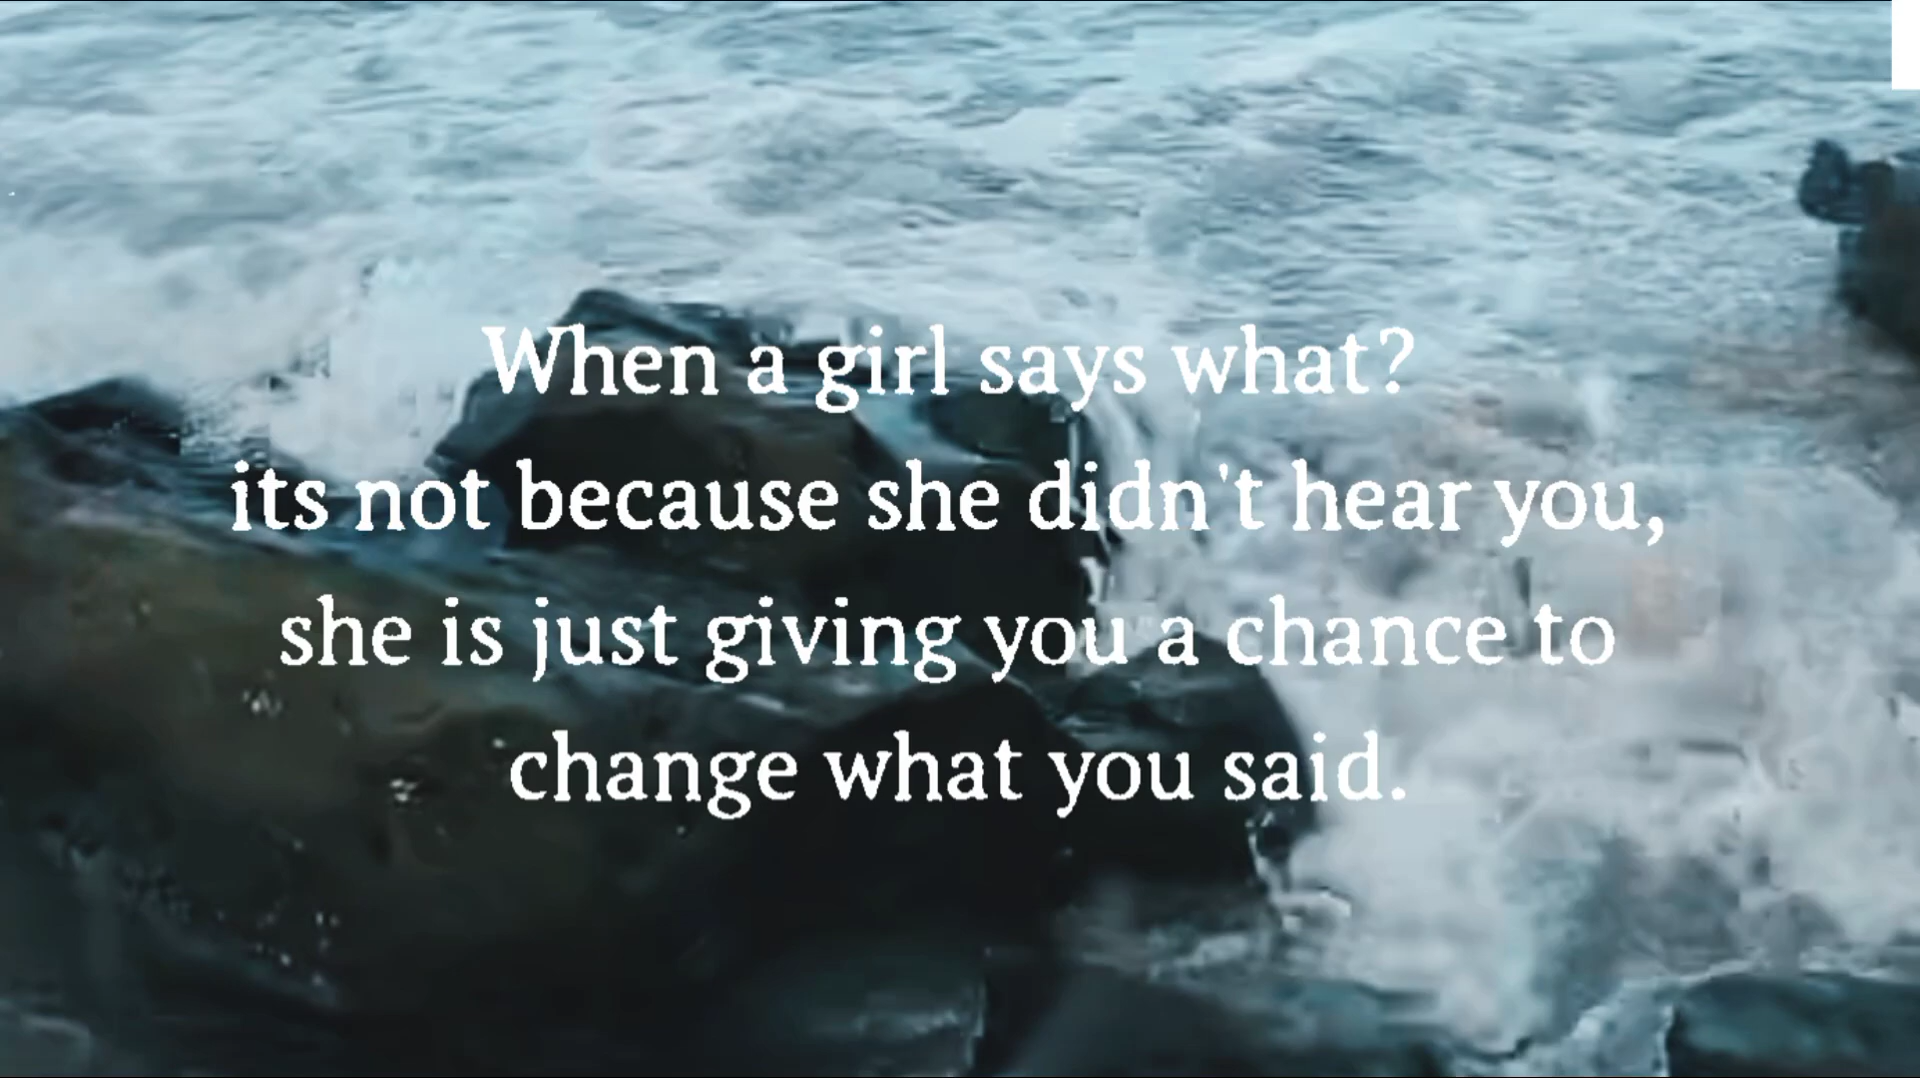 When a girl says what?
its not because she didn't hear you,
she is just giving you a chance to
change what you said.